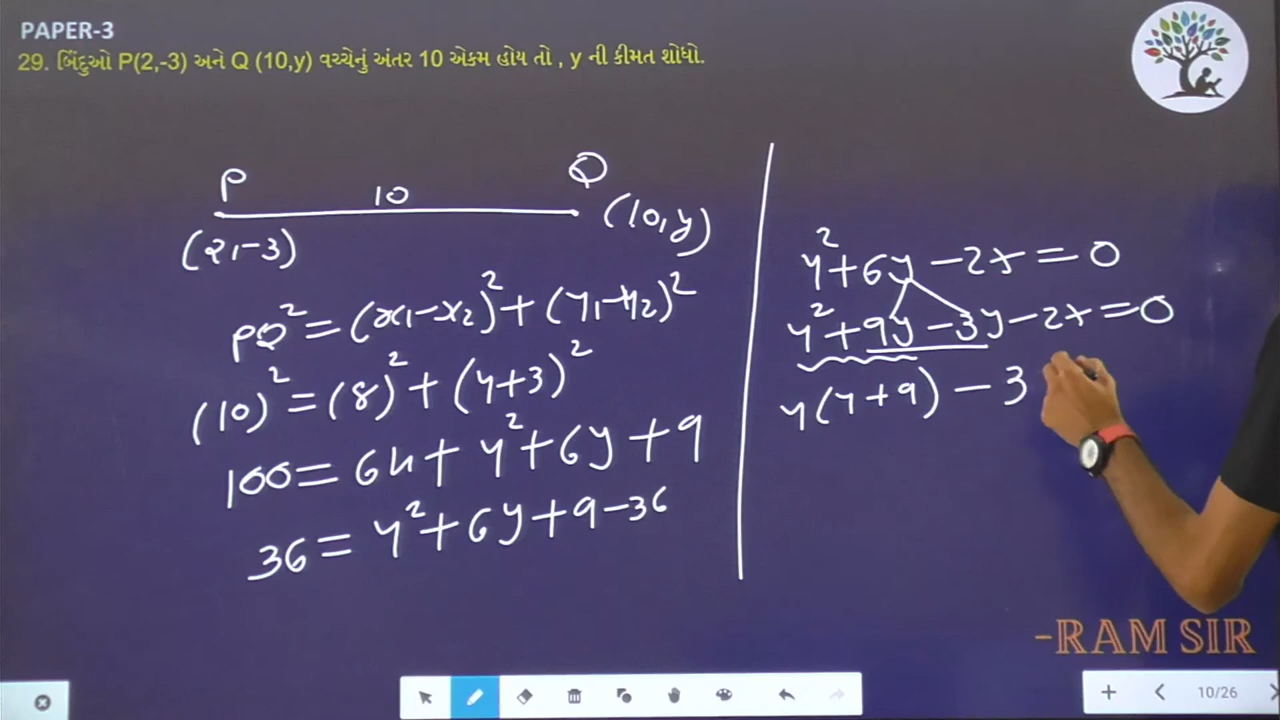 PAPER-3
29. બિંદુઓ P(2,-3) અને Q (10,y) વચ્ચેનું અંતર 10 એકમ હોય તો , y ની કીમત શોધો.
P 10 Q
(2,-3) (10,y)
PQ² = (x1-x2)² + (y1-y2)²
(10)² = (8)² + (y+3)²
100 = 64 + y² + 6y + 9
36 = y² + 6y + 9 - 36
y² + 6y - 27 = 0
y² + 9y - 3y - 27 = 0
y(y+9) - 3
-RAM SIR
10/26